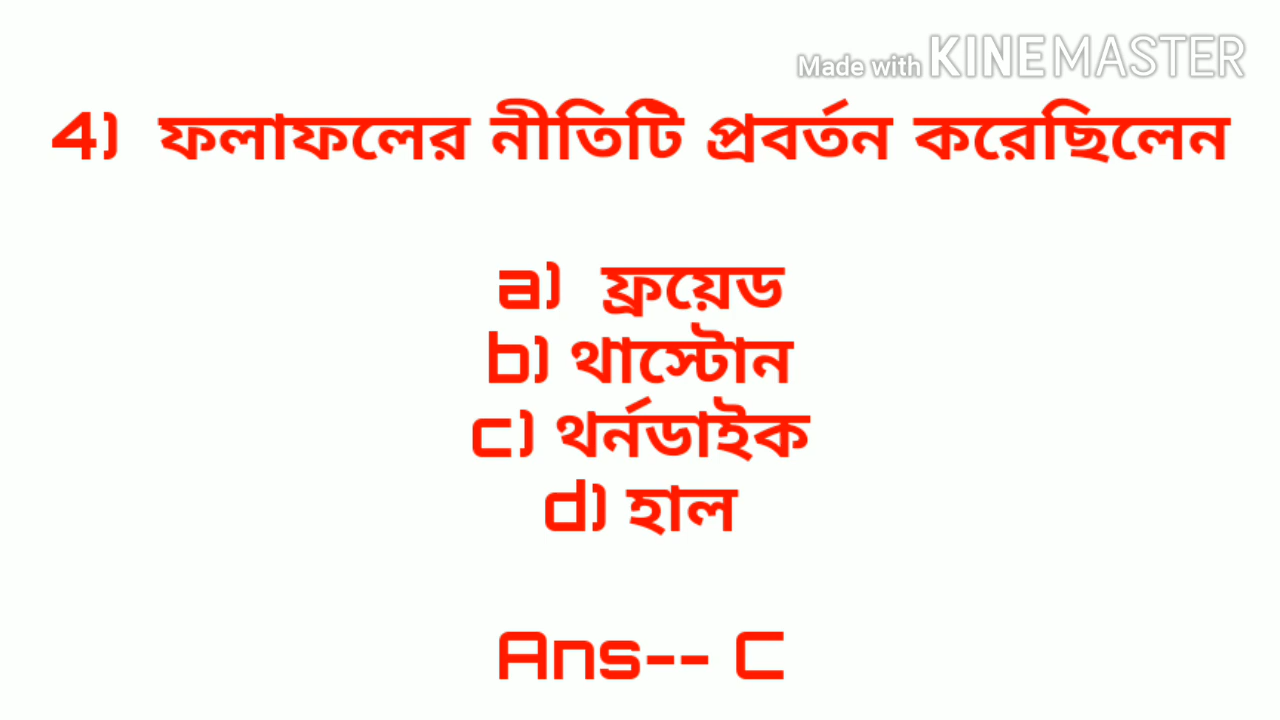 Made with KINEMASTER
4) ফলাফলের নীতিটি প্রবর্তন করেছিলেন
a) ফ্রয়েড
b) থাস্টোন
c) থর্নডাইক
d) হাল
Ans-- C